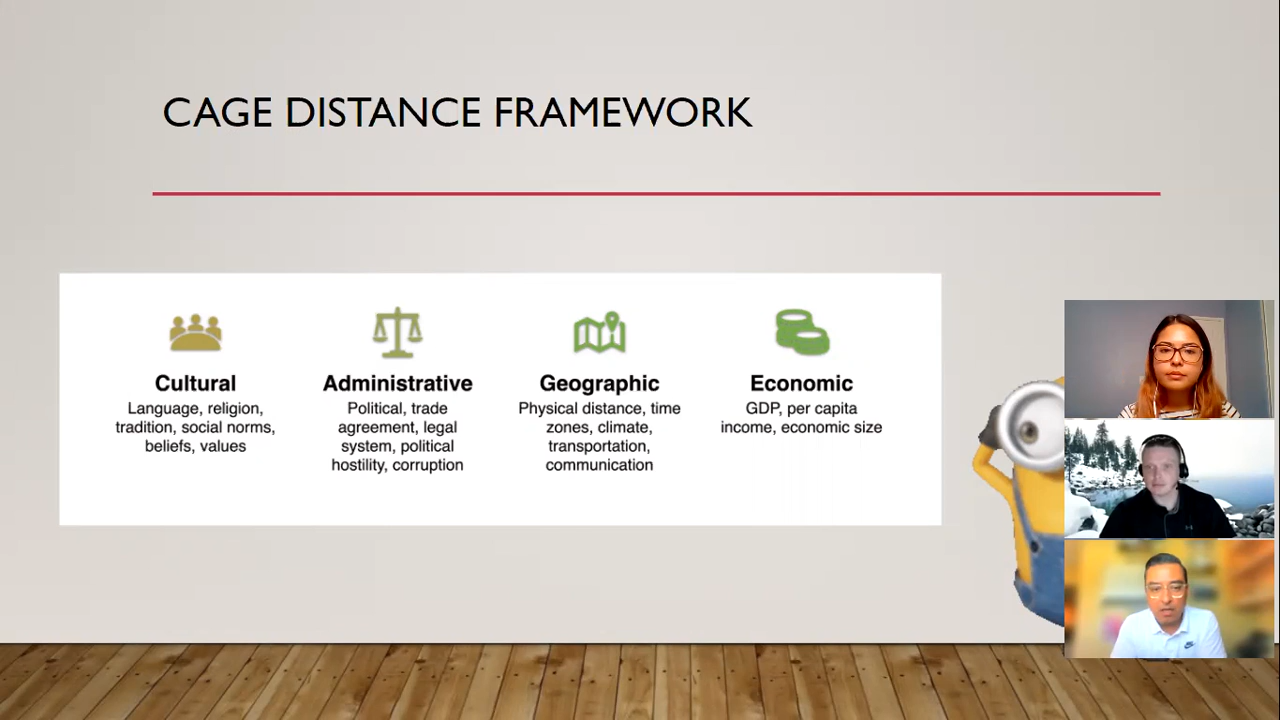 CAGE DISTANCE FRAMEWORK
Cultural
Language, religion,
tradition, social norms,
beliefs, values
Administrative
Political, trade
agreement, legal
system, political
hostility, corruption
Geographic
Physical distance, time
zones, climate,
transportation,
communication
Economic
GDP, per capita
income, economic size